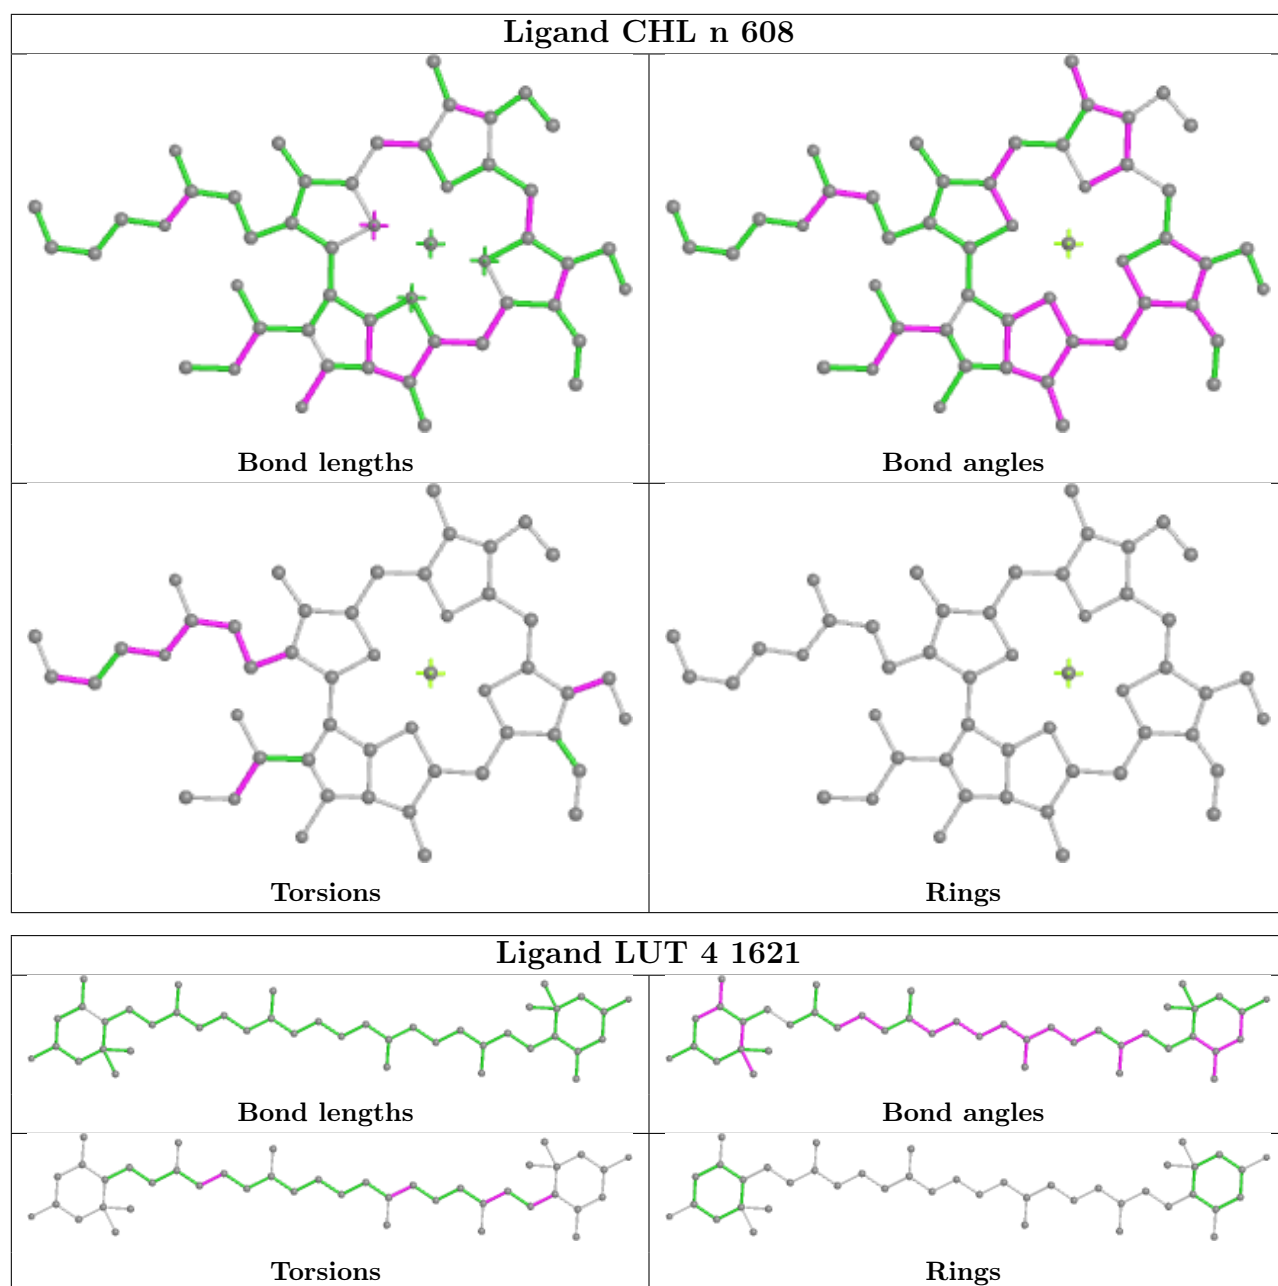 Ligand CHL n 608
Bond lengths
Bond angles
Torsions
Rings
Ligand LUT 4 1621
Bond lengths
Bond angles
Torsions
Rings